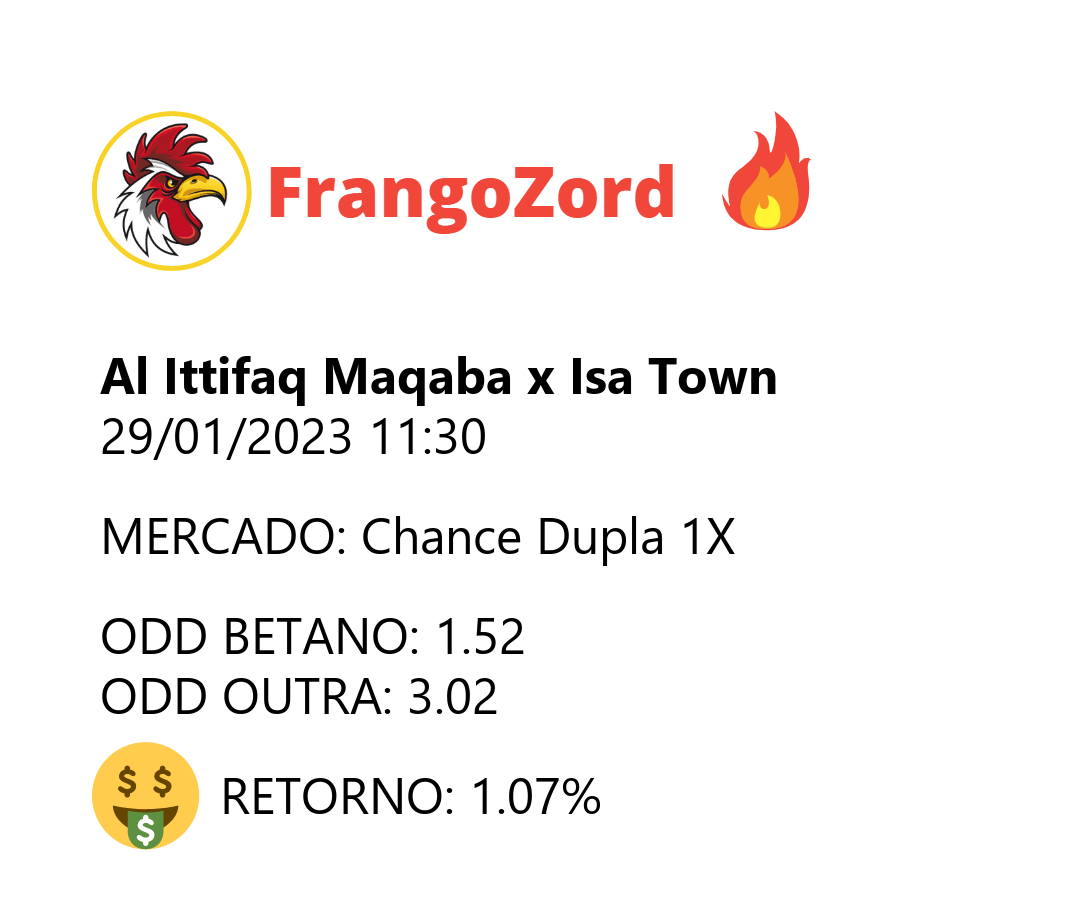 FrangoZord
Al Ittifaq Maqaba x Isa Town
29/01/2023 11:30
MERCADO: Chance Dupla 1X
ODD BETANO: 1.52
ODD OUTRA: 3.02
$ $
$
RETORNO: 1.07%